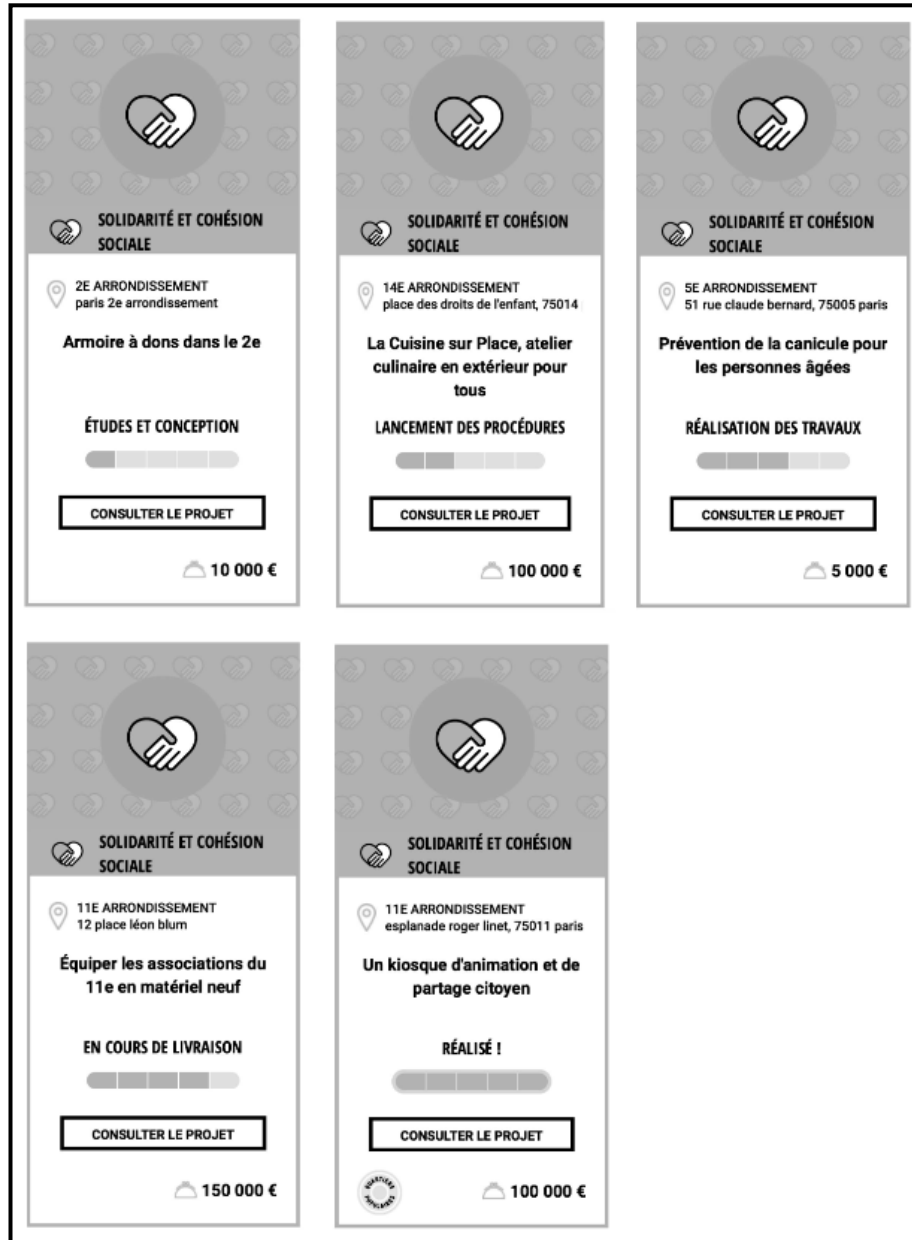 SOLIDARITÉ ET COHÉSION
SOCIALE
2E ARRONDISSEMENT
paris 2e arrondissement
Armoire à dons dans le 2e
ÉTUDES ET CONCEPTION
CONSULTER LE PROJET
10 000 €
SOLIDARITÉ ET COHÉSION
SOCIALE
14E ARRONDISSEMENT
place des droits de l'enfant, 75014
La Cuisine sur Place, atelier
culinaire en extérieur pour
tous
LANCEMENT DES PROCÉDURES
CONSULTER LE PROJET
100 000 €
SOLIDARITÉ ET COHÉSION
SOCIALE
5E ARRONDISSEMENT
51 rue claude bernard, 75005 paris
Prévention de la canicule pour
les personnes âgées
RÉALISATION DES TRAVAUX
CONSULTER LE PROJET
5 000 €
SOLIDARITÉ ET COHÉSION
SOCIALE
11E ARRONDISSEMENT
12 place léon blum
Équiper les associations du
11e en matériel neuf
EN COURS DE LIVRAISON
CONSULTER LE PROJET
150 000 €
SOLIDARITÉ ET COHÉSION
SOCIALE
11E ARRONDISSEMENT
esplanade roger linet, 75011 paris
Un kiosque d'animation et de
partage citoyen
RÉALISÉ !
CONSULTER LE PROJET
QUARTIERS
POPULAIRES
100 000 €